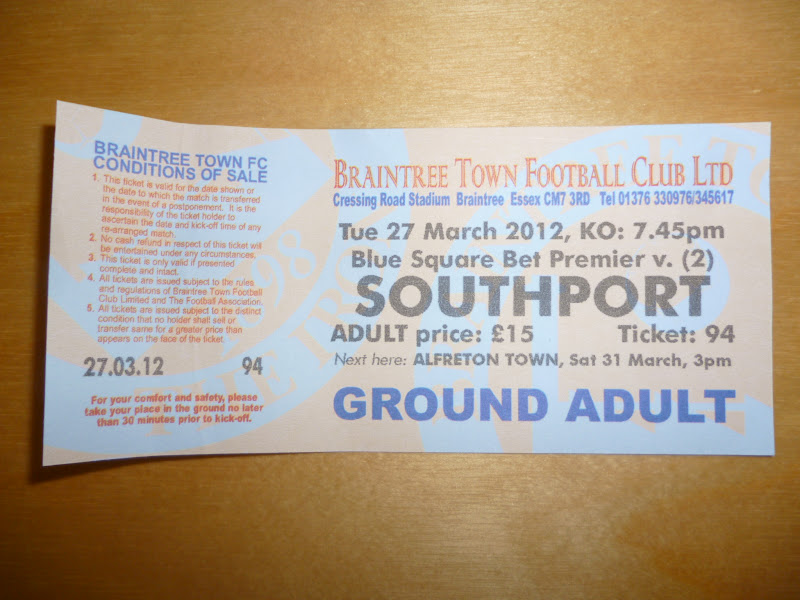 BRAINTREE TOWN FC
CONDITIONS OF SALE
1. This ticket is valid for the date shown or
the date to which the match is transferred
in the event of a postponement. It is the
responsibility of the ticket holder to
ascertain the date and kick-off time of any
re-arranged match.
2. No cash refund in respect of this ticket will
be entertained under any circumstances,
3. This ticket is only valid if presented
complete and intact.
4. All tickets are issued subject to the rules
and regulations of Braintree Town Football
Club Limited and The Football Association.
5. All tickets are issued subject to the distinct
condition that no holder shall sell or
transfer same for a greater price than
appears on the face of the ticket.
27.03.12 94
For your comfort and safety, please
take your place in the ground no later
than 30 minutes prior to kick-off.
BRAINTREE TOWN FOOTBALL CLUB LTD
Cressing Road Stadium Braintree Essex CM7 3RD Tel 01376 330976/345617
Tue 27 March 2012, KO: 7.45pm
Blue Square Bet Premier v. (2)
SOUTHPORT
ADULT price: £15 Ticket: 94
Next here: ALFRETON TOWN, Sat 31 March, 3pm
GROUND ADULT